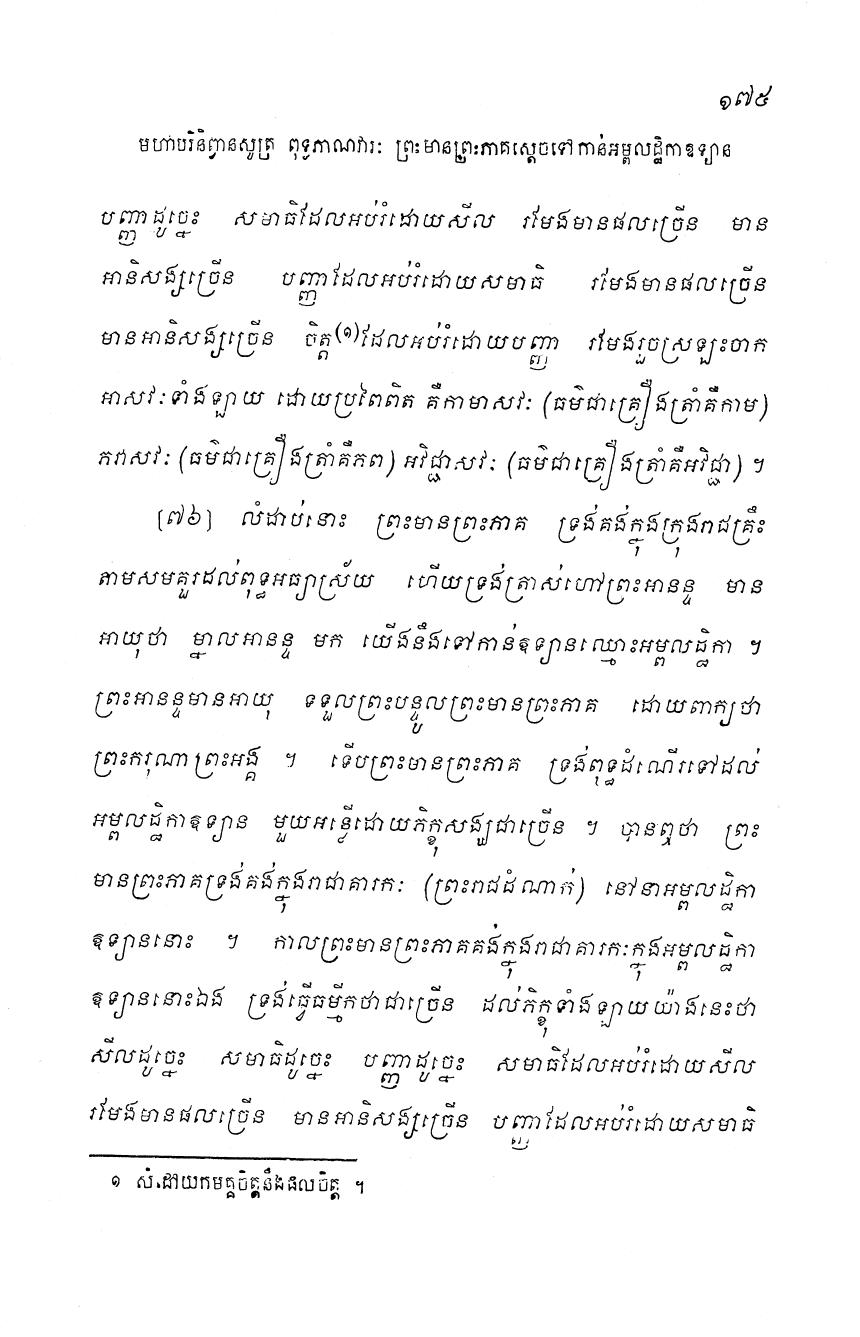 ១៧៥
មហាបរិនិព្វានសូត្រ ពុទ្ធភាណវារៈ ព្រះមានព្រះភាគស្តេចទៅកាន់អម្ពលដ្ឋិកាឧទ្យាន
បញ្ញាដូច្នេះ សមាធិដែលអប់រំដោយសីល រមែងមានផលច្រើន មាន
អានិសង្សច្រើន បញ្ញាដែលអប់រំដោយសមាធិ រមែងមានផលច្រើន
មានអានិសង្សច្រើន ចិត្ត(១)ដែលអប់រំដោយបញ្ញា រមែងរួចស្រឡះចាក
អាសវៈទាំងឡាយ ដោយប្រពៃពិត គឺកាមាសវៈ (ធម៌ជាគ្រឿងត្រាំគឺកាម)
ភវាសវៈ (ធម៌ជាគ្រឿងត្រាំគឺភព) អវិជ្ជាសវៈ (ធម៌ជាគ្រឿងត្រាំគឺអវិជ្ជា) ។
[៧៦] លំដាប់នោះ ព្រះមានព្រះភាគ ទ្រង់គង់ក្នុងក្រុងរាជគ្រឹះ
តាមសមគួរដល់ពុទ្ធអធ្យាស្រ័យ ហើយទ្រង់ត្រាស់ហៅព្រះអានន្ទ មាន
អាយុថា ម្នាលអានន្ទ មក យើងនឹងទៅកាន់ឧទ្យានឈ្មោះអម្ពលដ្ឋិកា ។
ព្រះអានន្ទមានអាយុ ទទួលព្រះបន្ទូលព្រះមានព្រះភាគ ដោយពាក្យថា
ព្រះករុណា ព្រះអង្គ ។ ទើបព្រះមានព្រះភាគ ទ្រង់ពុទ្ធដំណើរទៅដល់
អម្ពលដ្ឋិកាឧទ្យាន មួយអន្លើដោយភិក្ខុសង្ឃជាច្រើន ។ បានឮថា ព្រះ
មានព្រះភាគទ្រង់គង់ក្នុងរាជាគារកៈ (ព្រះរាជដំណាក់) នៅនាអម្ពលដ្ឋិកា
ឧទ្យាននោះ ។ កាលព្រះមានព្រះភាគគង់ក្នុងរាជាគារកៈក្នុងអម្ពលដ្ឋិកា
ឧទ្យាននោះឯង ទ្រង់ធ្វើធម្មីកថាជាច្រើន ដល់ភិក្ខុទាំងឡាយយ៉ាងនេះថា
សីលដូច្នេះ សមាធិដូច្នេះ បញ្ញាដូច្នេះ សមាធិដែលអប់រំដោយសីល
រមែងមានផលច្រើន មានអានិសង្សច្រើន បញ្ញាដែលអប់រំដោយសមាធិ
១ សំដៅយកមគ្គចិត្តនឹងផលចិត្ត ។